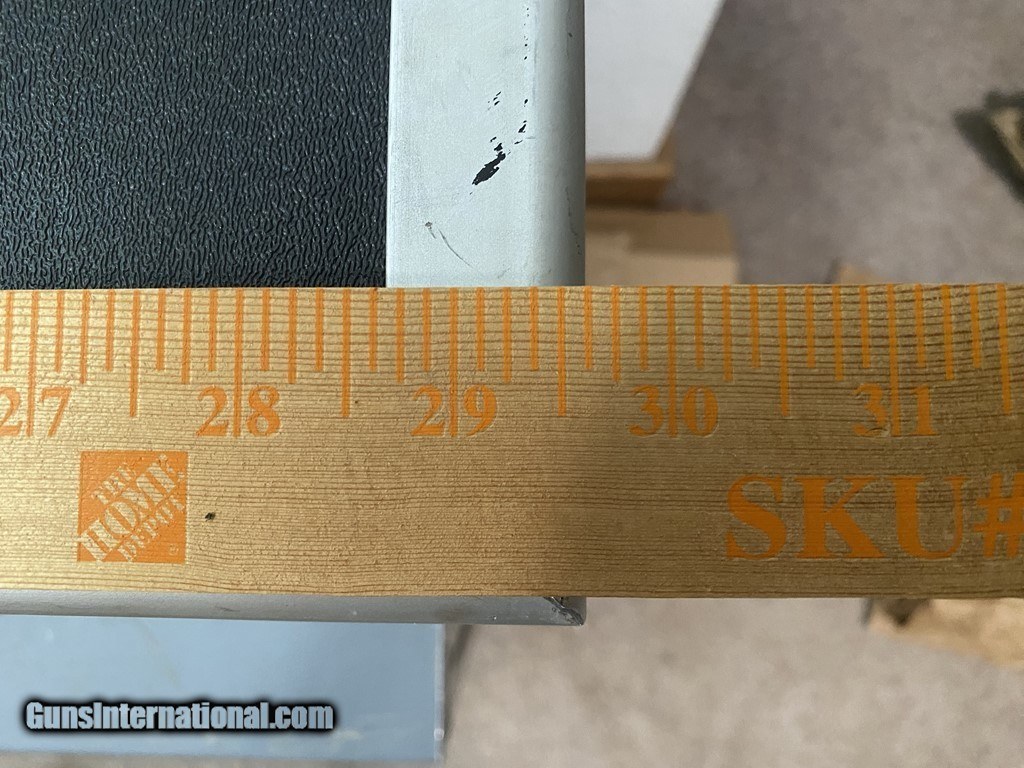 27 28 29 30 31
THE
HOME
DEPOT
SKU#
GunsInternational.com